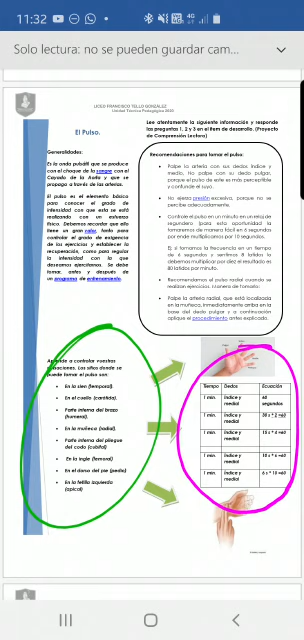 11:32
4G
Solo lectura: no se pueden guardar cam...
LICEO FRANCISCO TELLO GONZÁLEZ
Unidad Técnica Pedagógica 2020
El Pulso.
Lee atentamente la siguiente información y responde
las preguntas 1, 2 y 3 en el ítem de desarrollo. (Proyecto
de Comprensión Lectora)
Generalidades:
Es la onda pulsátil que se produce
con el choque de la sangre con el
Cayado de la Aorta y que se
propaga a través de las arterias.
El pulso es el elemento básico
para conocer el grado de
intensidad con que esta se está
realizando con un esfuerzo
físico. Debemos recordar que ello
tiene un gran valor, tanto para
controlar el grado de exigencia
de los ejercicios y establecer la
recuperación, como para regular
la intensidad con la que
deseamos ejercitarnos. Se debe
tomar, antes y después de
un programa de entrenamiento.
Recomendaciones para tomar el pulso:
Palpe la arteria con sus dedos índice y
medio. No palpe con su dedo pulgar,
porque el pulso de este es más perceptible
y confunde el suyo.
No ejerza presión excesiva, porque no se
percibe adecuadamente.
Controle el pulso en un minuto en un reloj de
segundero (para esta oportunidad lo
tomaremos de manera fácil en 6 segundos
por ende multiplicamos por 10 segundos.
Ej: si tomamos la frecuencia en un tiempo
de 6 segundos y sentimos 8 latidos lo
debemos multiplicar por diez el resultado es
80 latidos por minuto.
Recomendamos el pulso radial cuando se
realizan ejercicios. Manera de tomarlo:
Palpe la arteria radial, que está localizada
en la muñeca, inmediatamente arriba en la
base del dedo pulgar y a continuación
aplique el procedimiento antes explicado.
Aprende a controlar vuestras
pulsaciones. Los sitios donde se
puede tomar el pulso son:
En la sien (temporal).
En el cuello (carótida).
Parte interna del brazo
(humeral).
En la muñeca (radial).
Parte interna del pliegue
del codo (cubital)
En la ingle (femoral)
En el dorso del pie (pedio)
En la tetilla izquierda
(apical)
Tiempo Dedos Ecuación
1 min. índice y medial 60 segundos
1 min. índice y medial 30 s * 2 =60
1 min. índice y medial 15 s * 4 =60
1 min. índice y medial 10 s * 6 =60
1 min. índice y medial 6 s * 10 =60